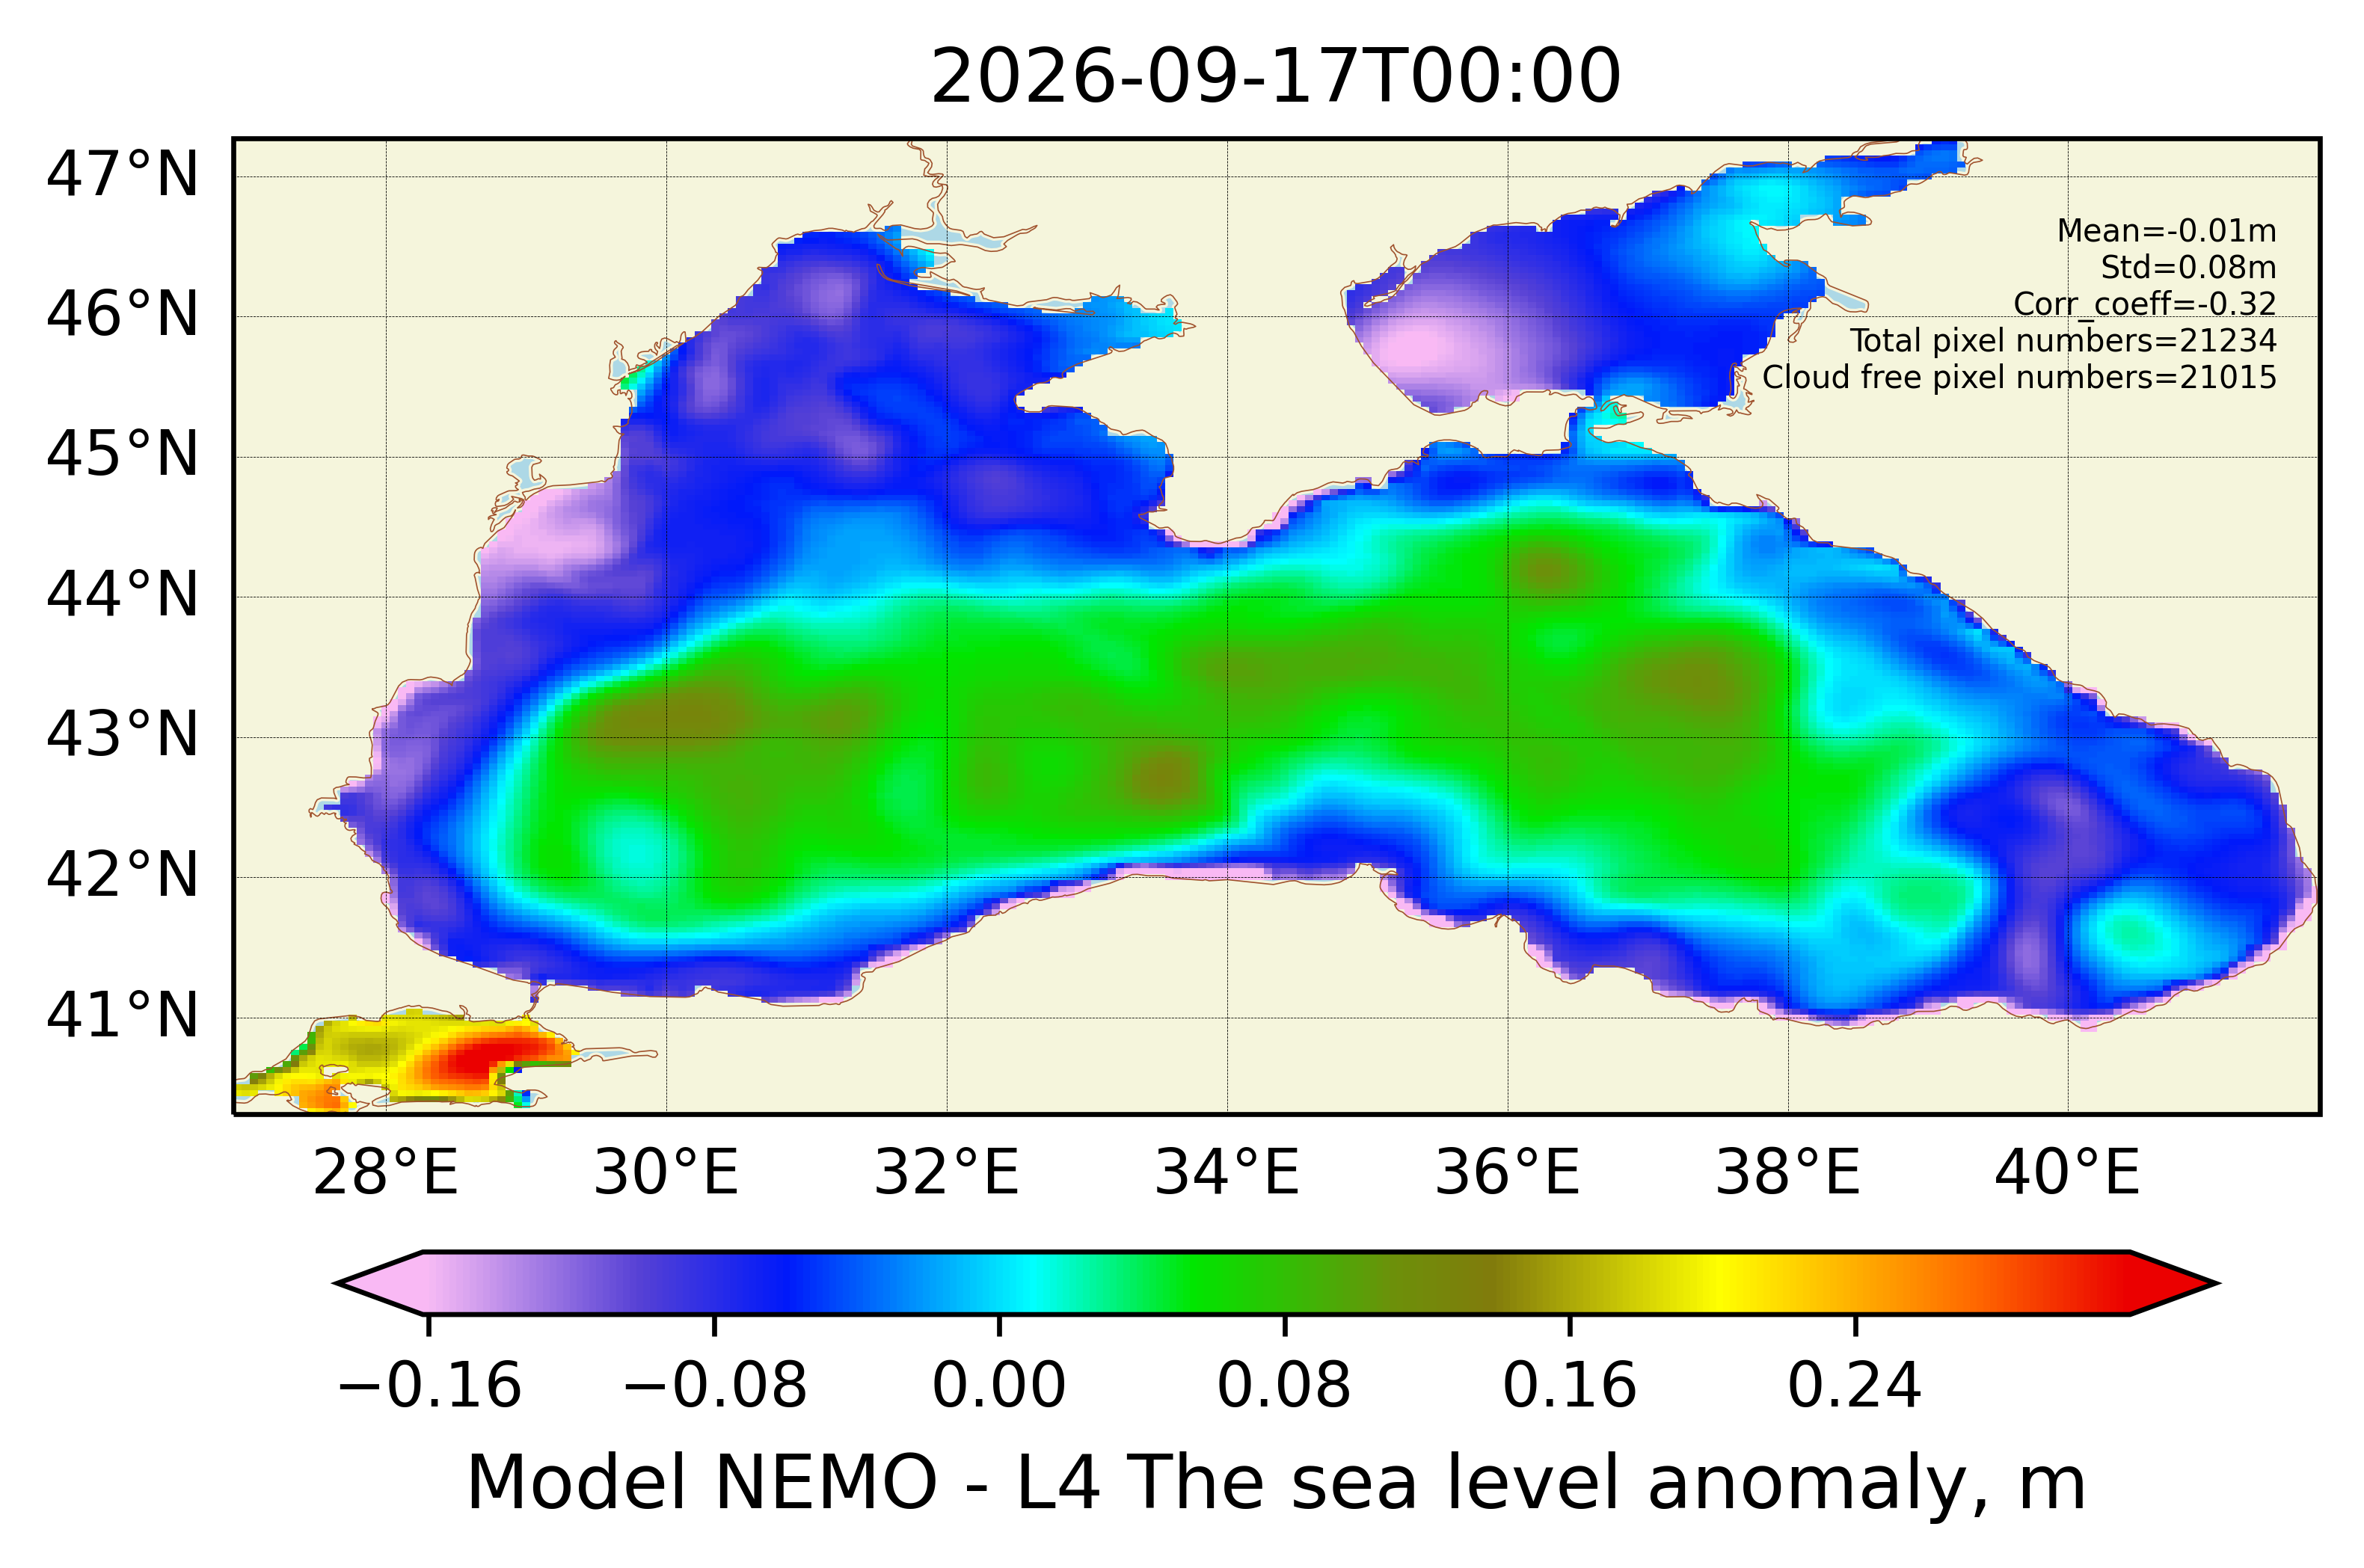 2026-09-17T00:00
47°N
46°N
45°N
44°N
43°N
42°N
41°N
Mean=-0.01m
Std=0.08m
Corr_coeff=-0.32
Total pixel numbers=21234
Cloud free pixel numbers=21015
28°E 30°E 32°E 34°E 36°E 38°E 40°E
−0.16 −0.08 0.00 0.08 0.16 0.24
Model NEMO - L4 The sea level anomaly, m